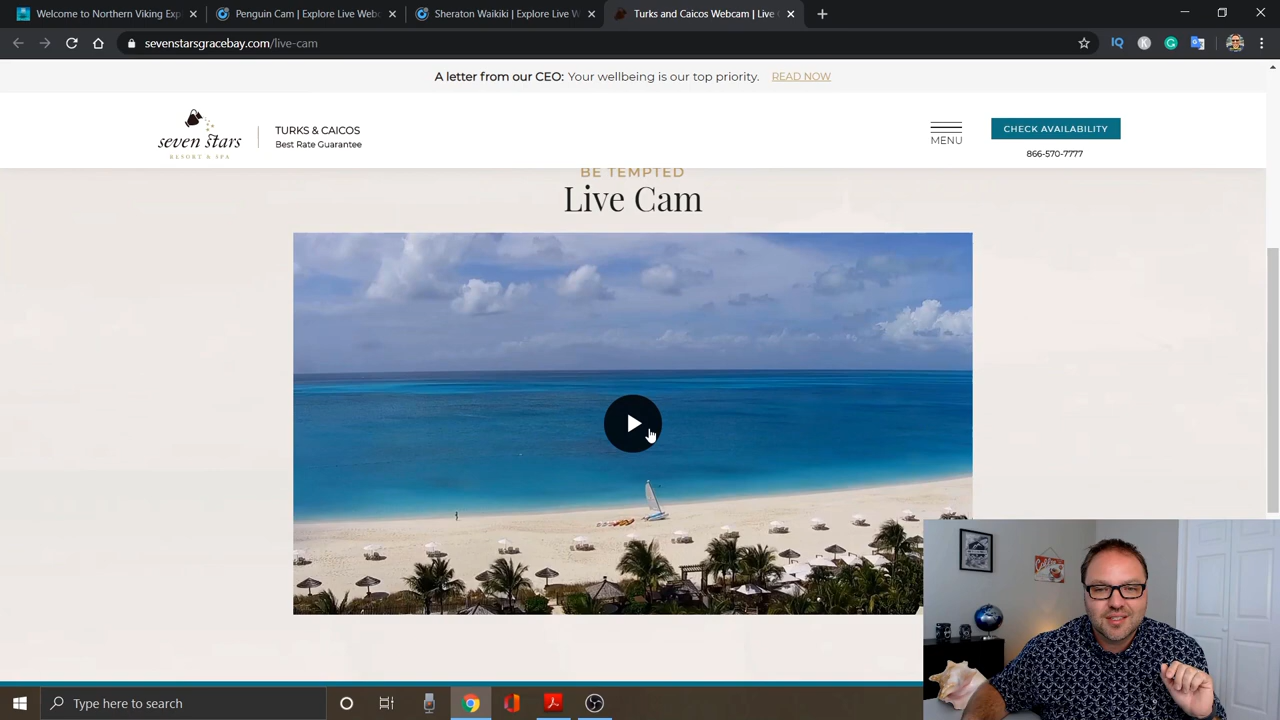 Welcome to Northern Viking Exp
Penguin Cam | Explore Live Webc
Sheraton Waikiki | Explore Live W
Turks and Caicos Webcam | Live
sevenstarsgracebay.com/live-cam
A letter from our CEO: Your wellbeing is our top priority. READ NOW
seven stars
RESORT & SPA
TURKS & CAICOS
Best Rate Guarantee
MENU
CHECK AVAILABILITY
866-570-7777
BE TEMPTED
Live Cam
Type here to search